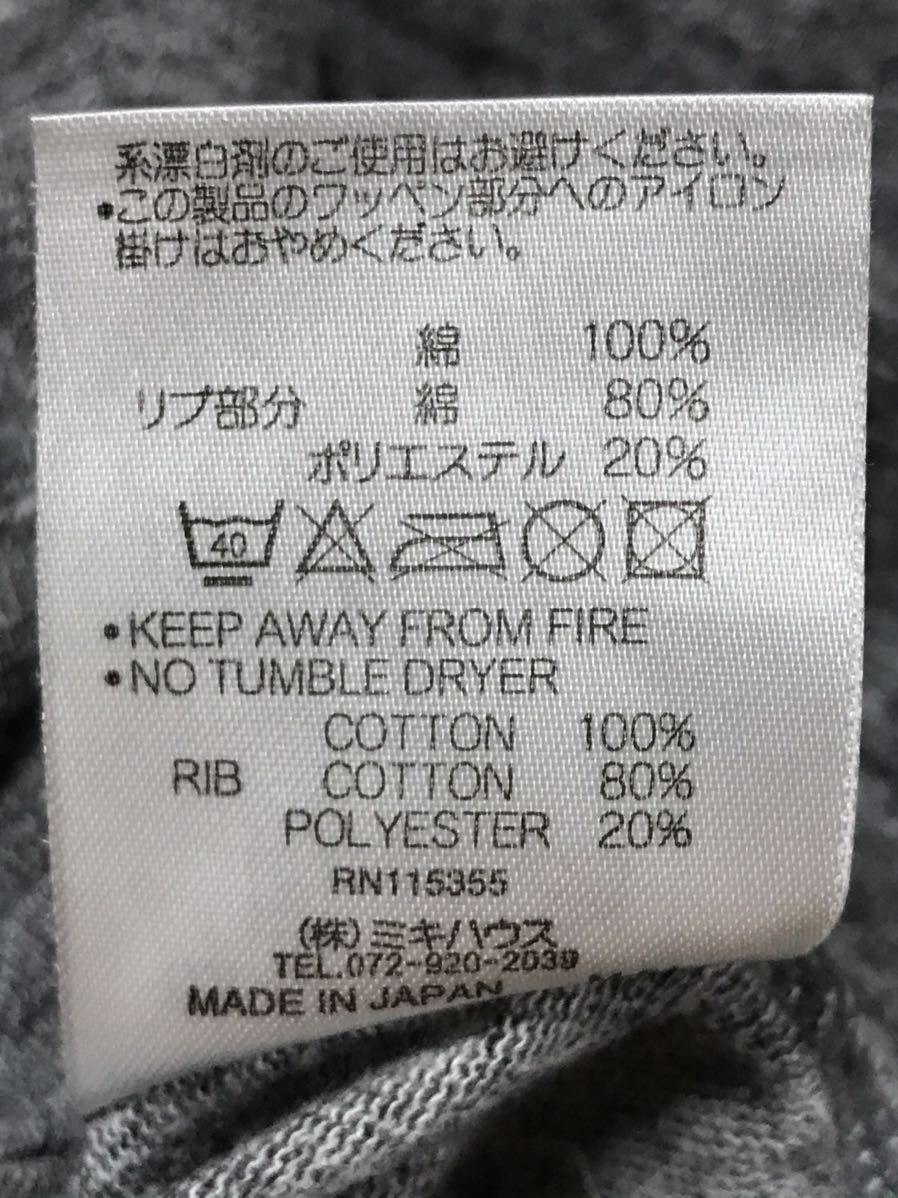 系漂白剤のご使用はお避けください。
•この製品のワッペン部分へのアイロン
掛けはおやめください。
綿 100%
リブ部分 綿 80%
ポリエステル 20%
40
•KEEP AWAY FROM FIRE
•NO TUMBLE DRYER
COTTON 100%
RIB COTTON 80%
POLYESTER 20%
RN115355
(株)ミキハウス
TEL.072-920-2039
MADE IN JAPAN